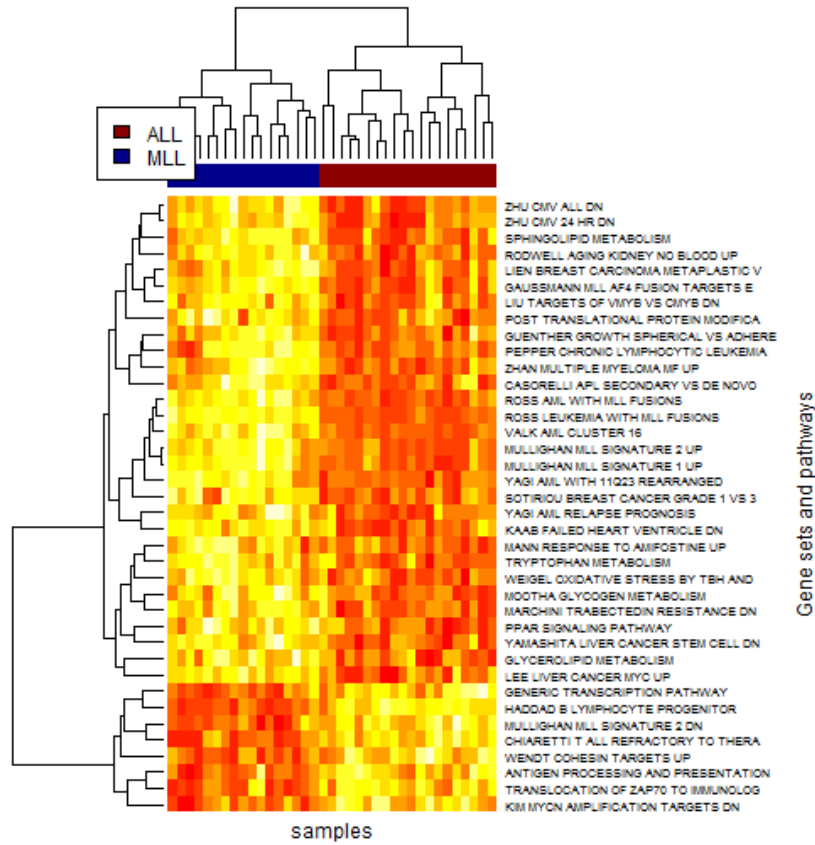 ALL
MLL
ZHU CMV ALL DN
ZHU CMV 24 HR DN
SPHINGOLIPID METABOLISM
RODWELL AGING KIDNEY NO BLOOD UP
LIEN BREAST CARCINOMA METAPLASTIC V
GAUSSMANN MLL AF4 FUSION TARGETS E
LIU TARGETS OF VMYB VS CMYB DN
POST TRANSLATIONAL PROTEIN MODIFICA
GUENTHER GROWTH SPHERICAL VS ADHERE
PEPPER CHRONIC LYMPHOCYTIC LEUKEMIA
ZHAN MULTIPLE MYELOMA MF UP
CASORELLI APL SECONDARY VS DE NOVO
ROSS AML WITH MLL FUSIONS
ROSS LEUKEMIA WITH MLL FUSIONS
VALK AML CLUSTER 16
MULLIGHAN MLL SIGNATURE 2 UP
MULLIGHAN MLL SIGNATURE 1 UP
YAGI AML WITH 11Q23 REARRANGED
SOTIRIOU BREAST CANCER GRADE 1 VS 3
YAGI AML RELAPSE PROGNOSIS
KAAB FAILED HEART VENTRICLE DN
MANN RESPONSE TO AMIFOSTINE UP
TRYPTOPHAN METABOLISM
WEIGEL OXIDATIVE STRESS BY TBH AND
MOOTHA GLYCOGEN METABOLISM
MARCHINI TRABECTEDIN RESISTANCE DN
PPAR SIGNALING PATHWAY
YAMASHITA LIVER CANCER STEM CELL DN
GLYCEROLIPID METABOLISM
LEE LIVER CANCER MYC UP
GENERIC TRANSCRIPTION PATHWAY
HADDAD B LYMPHOCYTE PROGENITOR
MULLIGHAN MLL SIGNATURE 2 DN
CHIARETTI T ALL REFRACTORY TO THERA
WENDT COHESIN TARGETS UP
ANTIGEN PROCESSING AND PRESENTATION
TRANSLOCATION OF ZAP70 TO IMMUNOLOG
KIM MYCN AMPLIFICATION TARGETS DN
Gene sets and pathways
samples